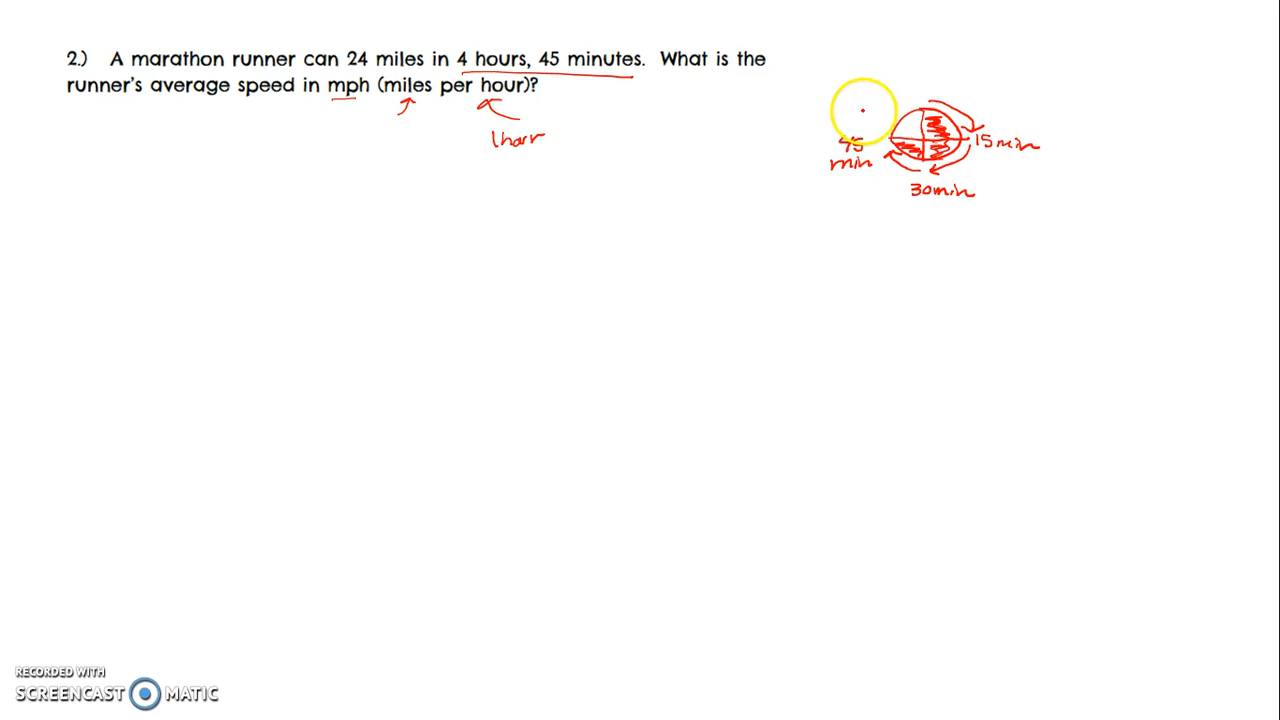 2.) A marathon runner can 24 miles in 4 hours, 45 minutes. What is the
runner's average speed in mph (miles per hour)?
1 hour
15 min
45
min
30 min
RECORDED WITH
SCREENCAST MATIC